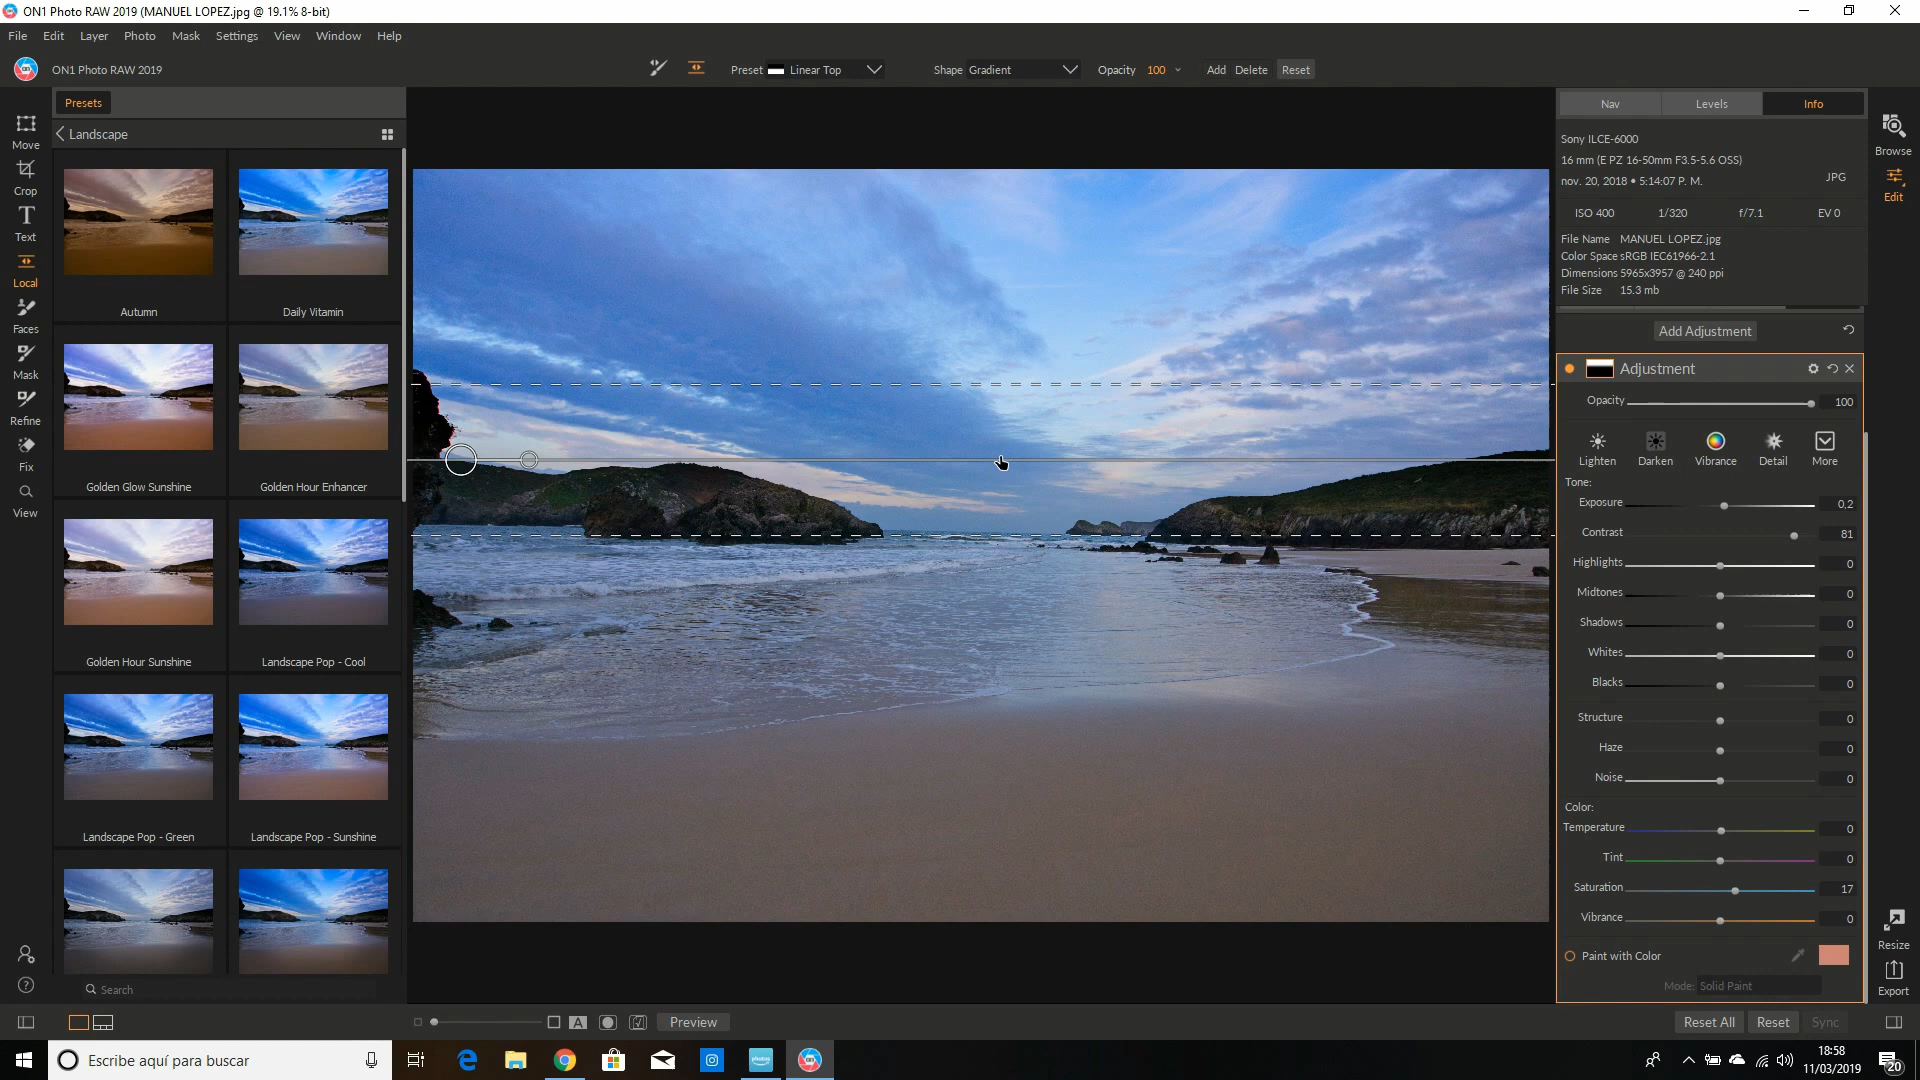 ON1 Photo RAW 2019 (MANUEL LOPEZ.jpg @ 19.1% 8-bit)
File Edit Layer Photo Mask Settings View Window Help
ON1 Photo RAW 2019
Preset Linear Top Shape Gradient Opacity 100 Add Delete Reset
Presets
Landscape
Move
Crop
Text
Local
Faces
Mask
Refine
Fix
View
Autumn
Daily Vitamin
Golden Glow Sunshine
Golden Hour Enhancer
Golden Hour Sunshine
Landscape Pop - Cool
Landscape Pop - Green
Landscape Pop - Sunshine
Search
Nav Levels Info
Sony ILCE-6000
16 mm (E PZ 16-50mm F3.5-5.6 OSS)
nov. 20, 2018 • 5:14:07 P. M. JPG
ISO 400 1/320 f/7.1 EV 0
File Name MANUEL LOPEZ.jpg
Color Space sRGB IEC61966-2.1
Dimensions 5965x3957 @ 240 ppi
File Size 15.3 mb
Add Adjustment
Adjustment
Opacity 100
Lighten Darken Vibrance Detail More
Tone:
Exposure 0,2
Contrast 81
Highlights 0
Midtones 0
Shadows 0
Whites 0
Blacks 0
Structure 0
Haze 0
Noise 0
Color:
Temperature 0
Tint 0
Saturation 17
Vibrance 0
Paint with Color
Mode: Solid Paint
Browse
Edit
Resize
Export
A Preview
Reset All Reset Sync
Escribe aquí para buscar
photos
ON
18:58
11/03/2019
20